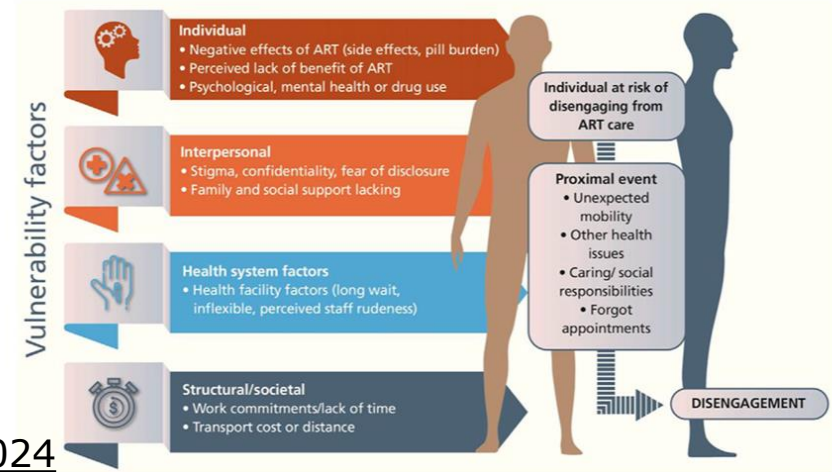 Vulnerability factors
Individual
• Negative effects of ART (side effects, pill burden)
• Perceived lack of benefit of ART
• Psychological, mental health or drug use
Interpersonal
• Stigma, confidentiality, fear of disclosure
• Family and social support lacking
Health system factors
• Health facility factors (long wait,
inflexible, perceived staff rudeness)
Structural/societal
• Work commitments/lack of time
• Transport cost or distance
Individual at risk of
disengaging from
ART care
Proximal event
• Unexpected
mobility
• Other health
issues
• Caring/ social
responsibilities
• Forgot
appointments
DISENGAGEMENT
$
024